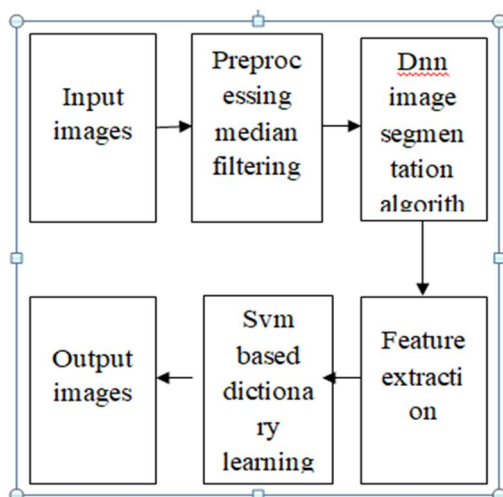 Input
images
Preproc
essing
median
filtering
Dnn
image
segmen
tation
algorith
Feature
extracti
on
Svm
based
dictiona
ry
learning
Output
images